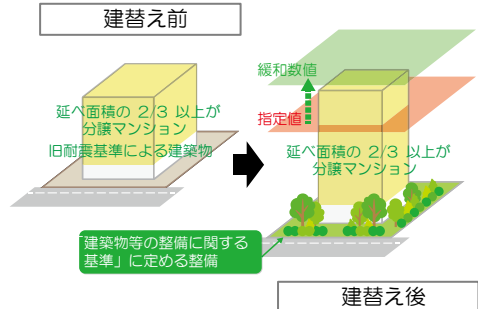 建替え前
延べ面積の 2/3 以上が
分譲マンション
旧耐震基準による建築物
緩和数値
指定値
延べ面積の 2/3 以上が
分譲マンション
「建築物等の整備に関する
基準」に定める整備
建替え後